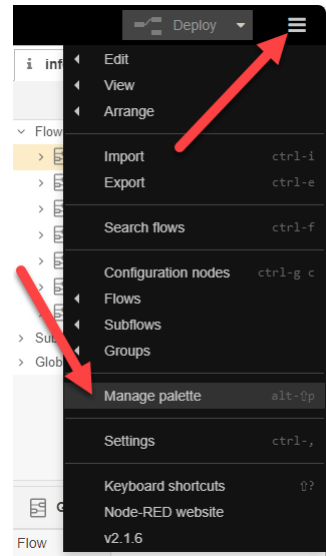 Deploy
i inf
Edit
View
Arrange
Flow
Import ctrl-i
Export ctrl-e
Search flows ctrl-f
Configuration nodes ctrl-g c
Flows
Subflows
Sub
Groups
Glob
Manage palette alt-⇧p
Settings ctrl-,
Keyboard shortcuts ⇧?
G
Node-RED website
Flow
v2.1.6